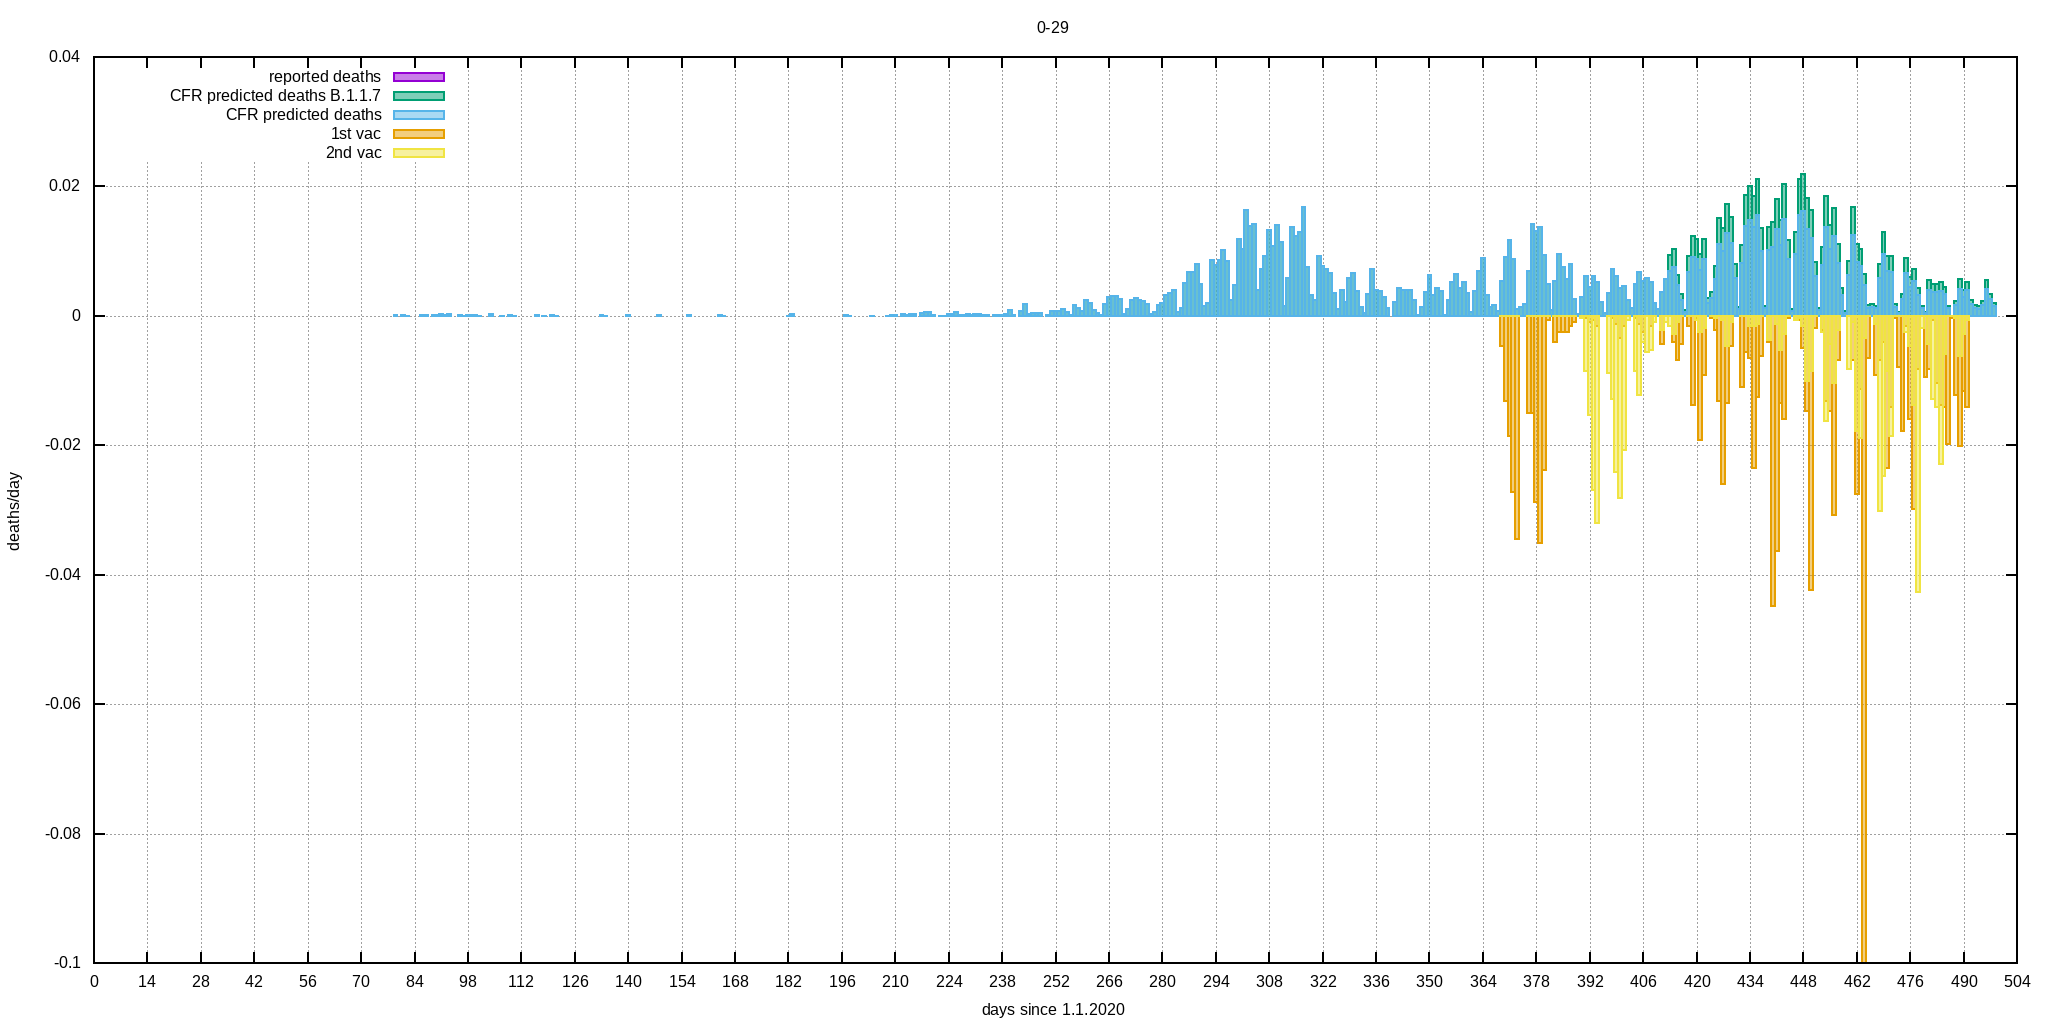 0-29
0.04
reported deaths
CFR predicted deaths B.1.1.7
CFR predicted deaths
1st vac
2nd vac
0.02
0
-0.02
-0.04
-0.06
-0.08
-0.1
deaths/day
0 14 28 42 56 70 84 98 112 126 140 154 168 182 196 210 224 238 252 266 280 294 308 322 336 350 364 378 392 406 420 434 448 462 476 490 504
days since 1.1.2020